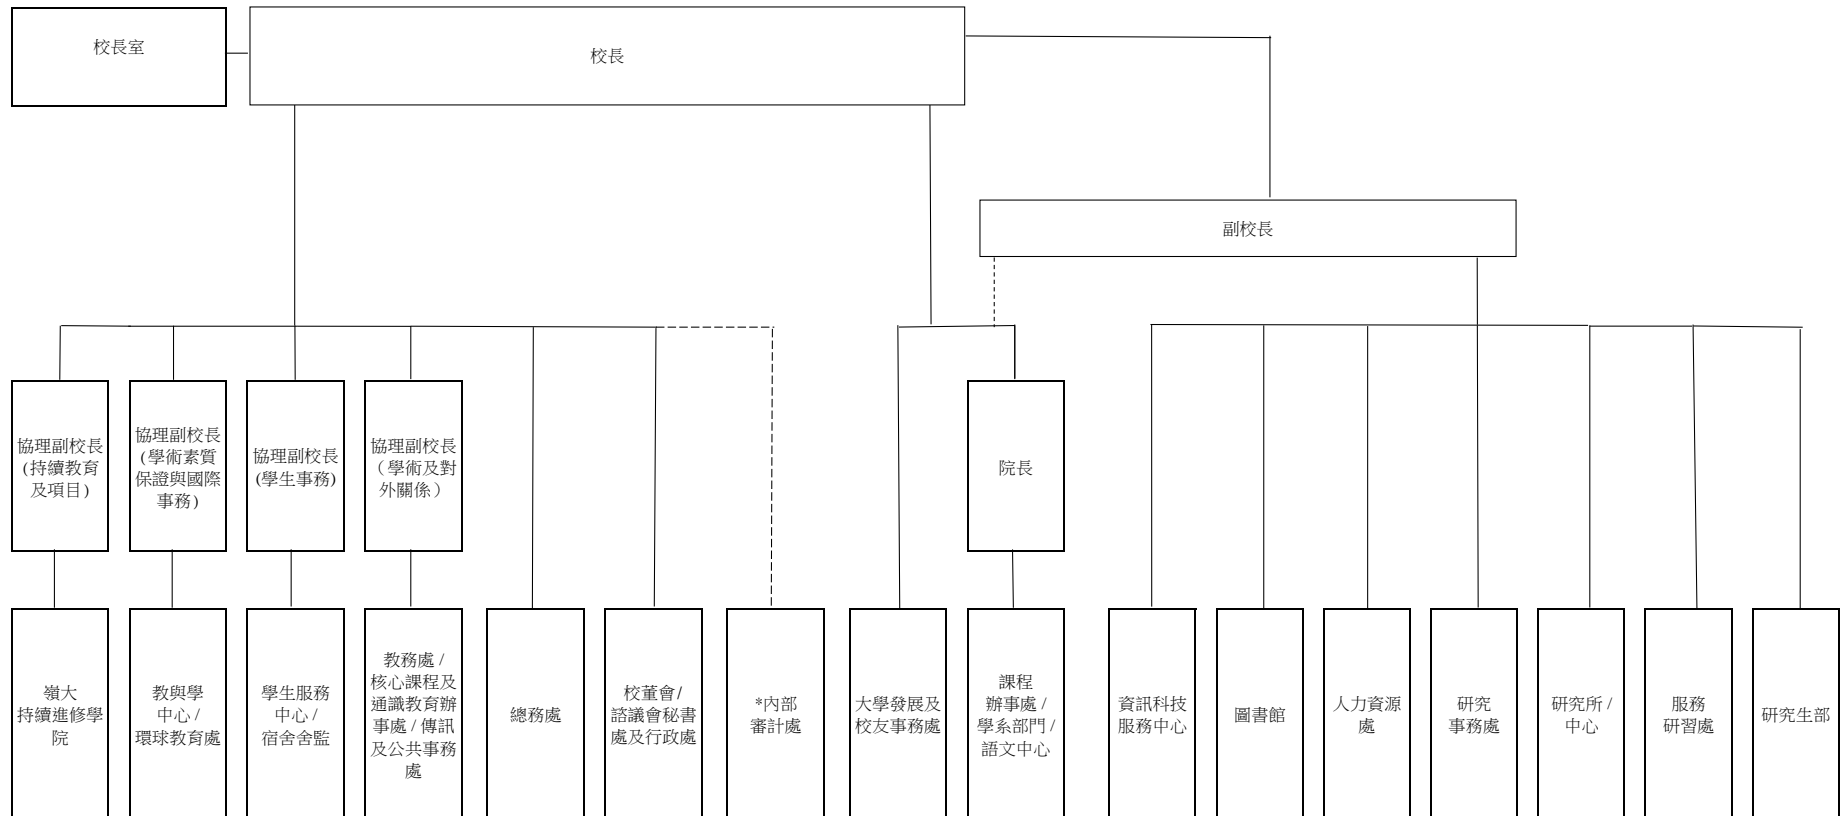 校長室
校長
副校長
協理副校長
(持續教育
及項目)
協理副校長
(學術素質
保證與國際
事務)
協理副校長
(學生事務)
協理副校長
（學術及對
外關係）
院長
嶺大
持續進修學
院
教與學
中心 /
環球教育處
學生服務
中心 /
宿舍舍監
教務處 /
核心課程及
通識教育辦
事處 / 傳訊
及公共事務
處
總務處
校董會/
諮議會秘書
處及行政處
*內部
審計處
大學發展及
校友事務處
課程
辦事處 /
學系部門 /
語文中心
資訊科技
服務中心
圖書館
人力資源
處
研究
事務處
研究所 /
中心
服務
研習處
研究生部